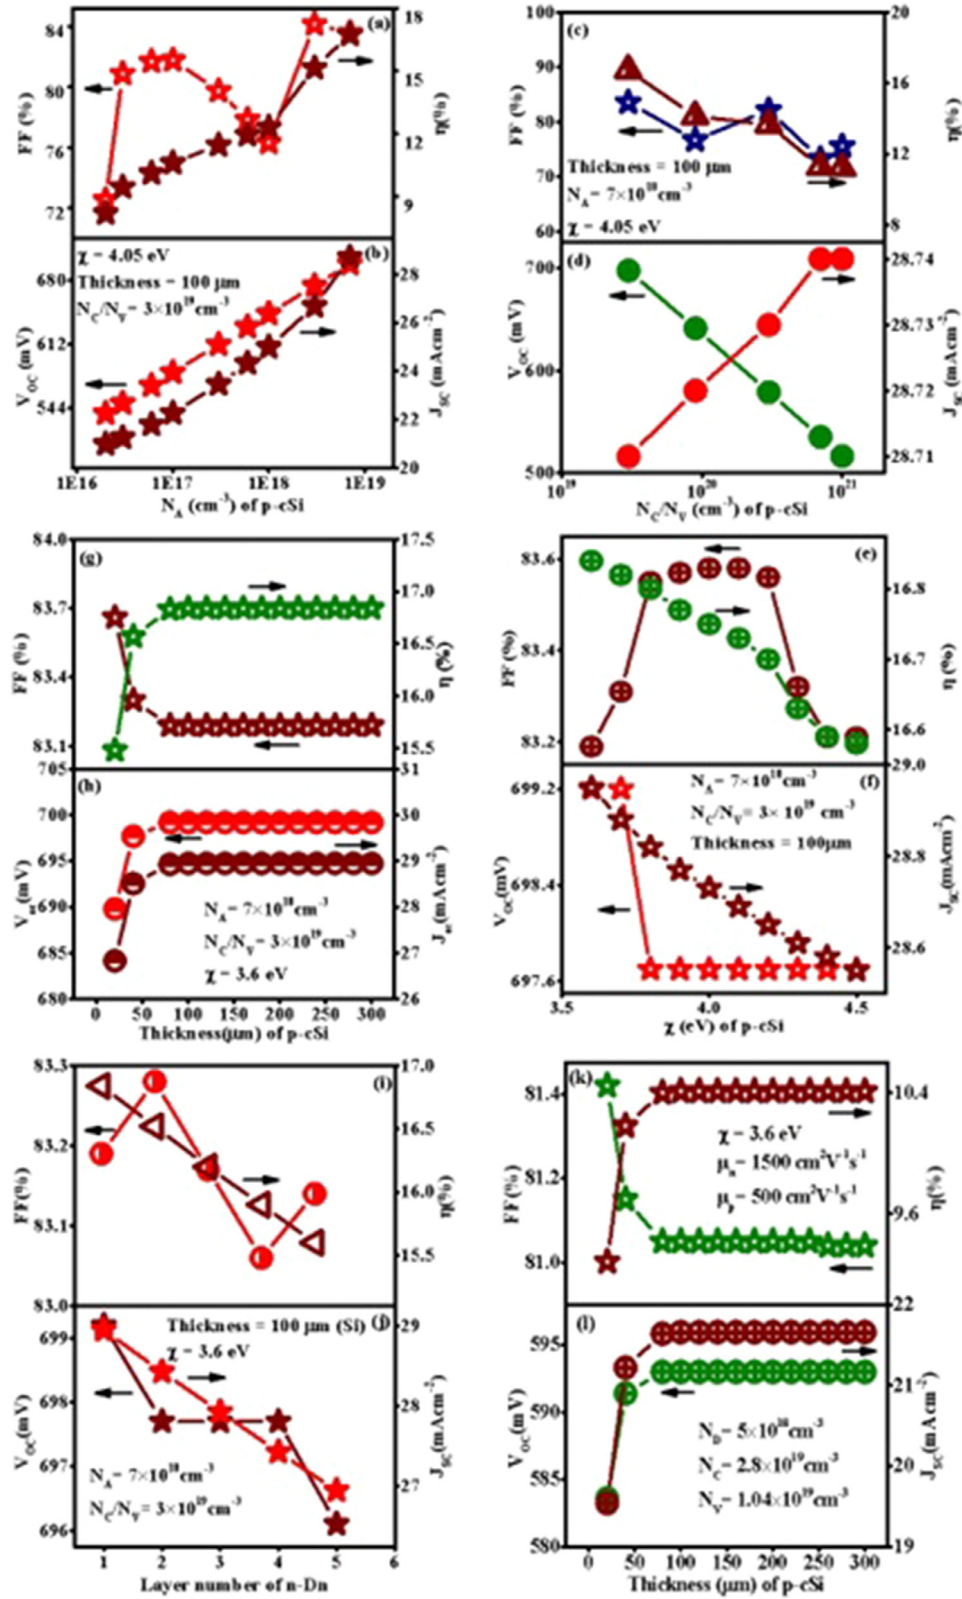 (a)
FF (%)
84
80
76
72
18
15
12
9
η(%)
(b)
χ = 4.05 eV
Thickness = 100 μm
N_C/N_V = 3×10^19 cm^-3
V_OC (mV)
680
612
544
28
26
24
22
20
J_SC (mAcm^-2)
1E16 1E17 1E18 1E19
N_A (cm^-3) of p-cSi
(c)
FF (%)
100
90
80
70
60
20
16
12
8
η(%)
Thickness = 100 μm
N_A = 7×10^18 cm^-3
χ = 4.05 eV
(d)
V_OC (mV)
700
600
500
28.74
28.73
28.72
28.71
J_SC (mAcm^-2)
10^19 10^20 10^21
N_C/N_V (cm^-3) of p-cSi
(g)
FF (%)
84.0
83.7
83.4
83.1
17.5
17.0
16.5
16.0
15.5
η (%)
(h)
705
700
695
690
685
680
31
30
29
28
27
26
N_A = 7×10^18 cm^-3
N_C/N_V = 3×10^19 cm^-3
χ = 3.6 eV
0 50 100 150 200 250 300
Thickness(μm) of p-cSi
(e)
FF (%)
83.6
83.4
83.2
16.8
16.7
16.6
η (%)
(f)
N_A = 7×10^18 cm^-3
N_C/N_V = 3× 10^19 cm^-3
Thickness = 100μm
V_OC(mV)
699.2
698.4
697.6
29.0
28.8
28.6
J_SC(mAcm^-2)
3.5 4.0 4.5
χ (eV) of p-cSi
(i)
FF(%)
83.3
83.2
83.1
83.0
17.0
16.5
16.0
15.5
η(%)
(j)
Thickness = 100 μm (Si)
χ = 3.6 eV
V_OC(mV)
699
698
697
696
29
28
27
J_SC(mAcm^-2)
N_A = 7×10^18 cm^-3
N_C/N_V = 3×10^19 cm^-3
1 2 3 4 5 6
Layer number of n-Dn
(k)
FF (%)
81.4
81.2
81.0
10.4
9.6
η(%)
χ = 3.6 eV
μ_n = 1500 cm^2V^-1s^-1
μ_p = 500 cm^2V^-1s^-1
(l)
V_OC (mV)
595
590
585
580
22
21
20
19
J_SC(mAcm^-2)
N_D = 5×10^18 cm^-3
N_C = 2.8×10^19 cm^-3
N_V = 1.04×10^19 cm^-3
0 50 100 150 200 250 300
Thickness (μm) of p-cSi